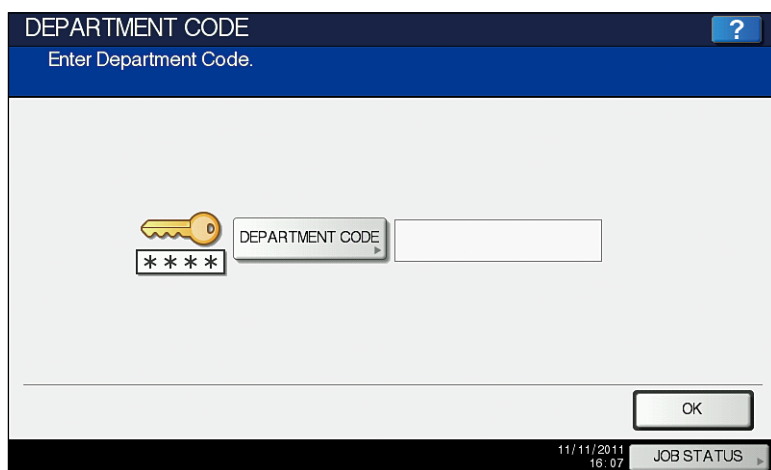 DEPARTMENT CODE
?
Enter Department Code.
DEPARTMENT CODE
****
OK
11/11/2011
16:07
JOB STATUS